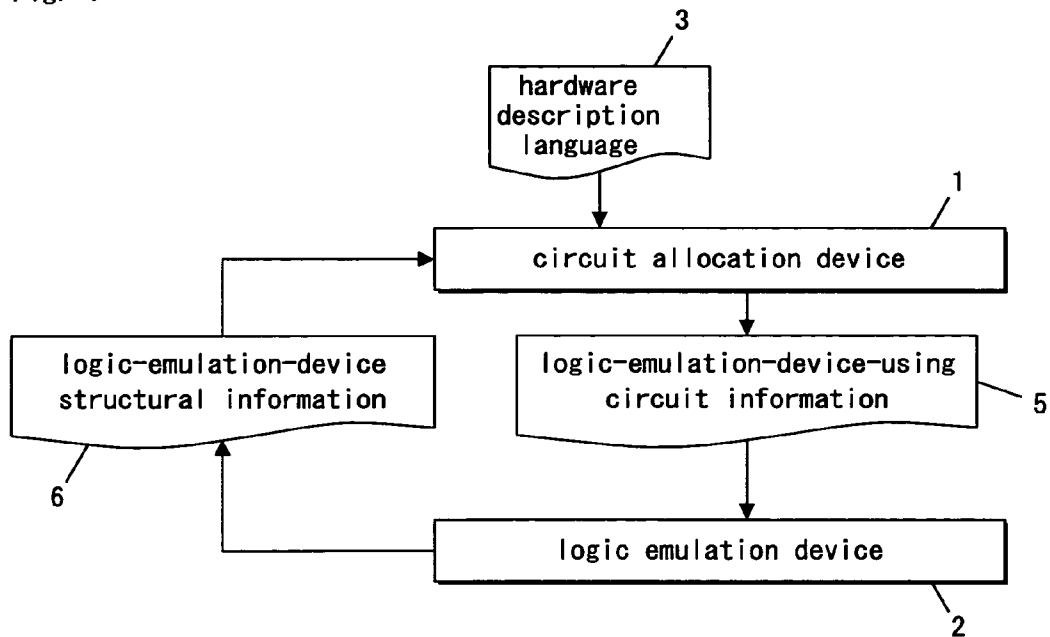 3
hardware
description
language
1
circuit allocation device
logic-emulation-device
structural information
logic-emulation-device-using
circuit information
5
6
logic emulation device
2